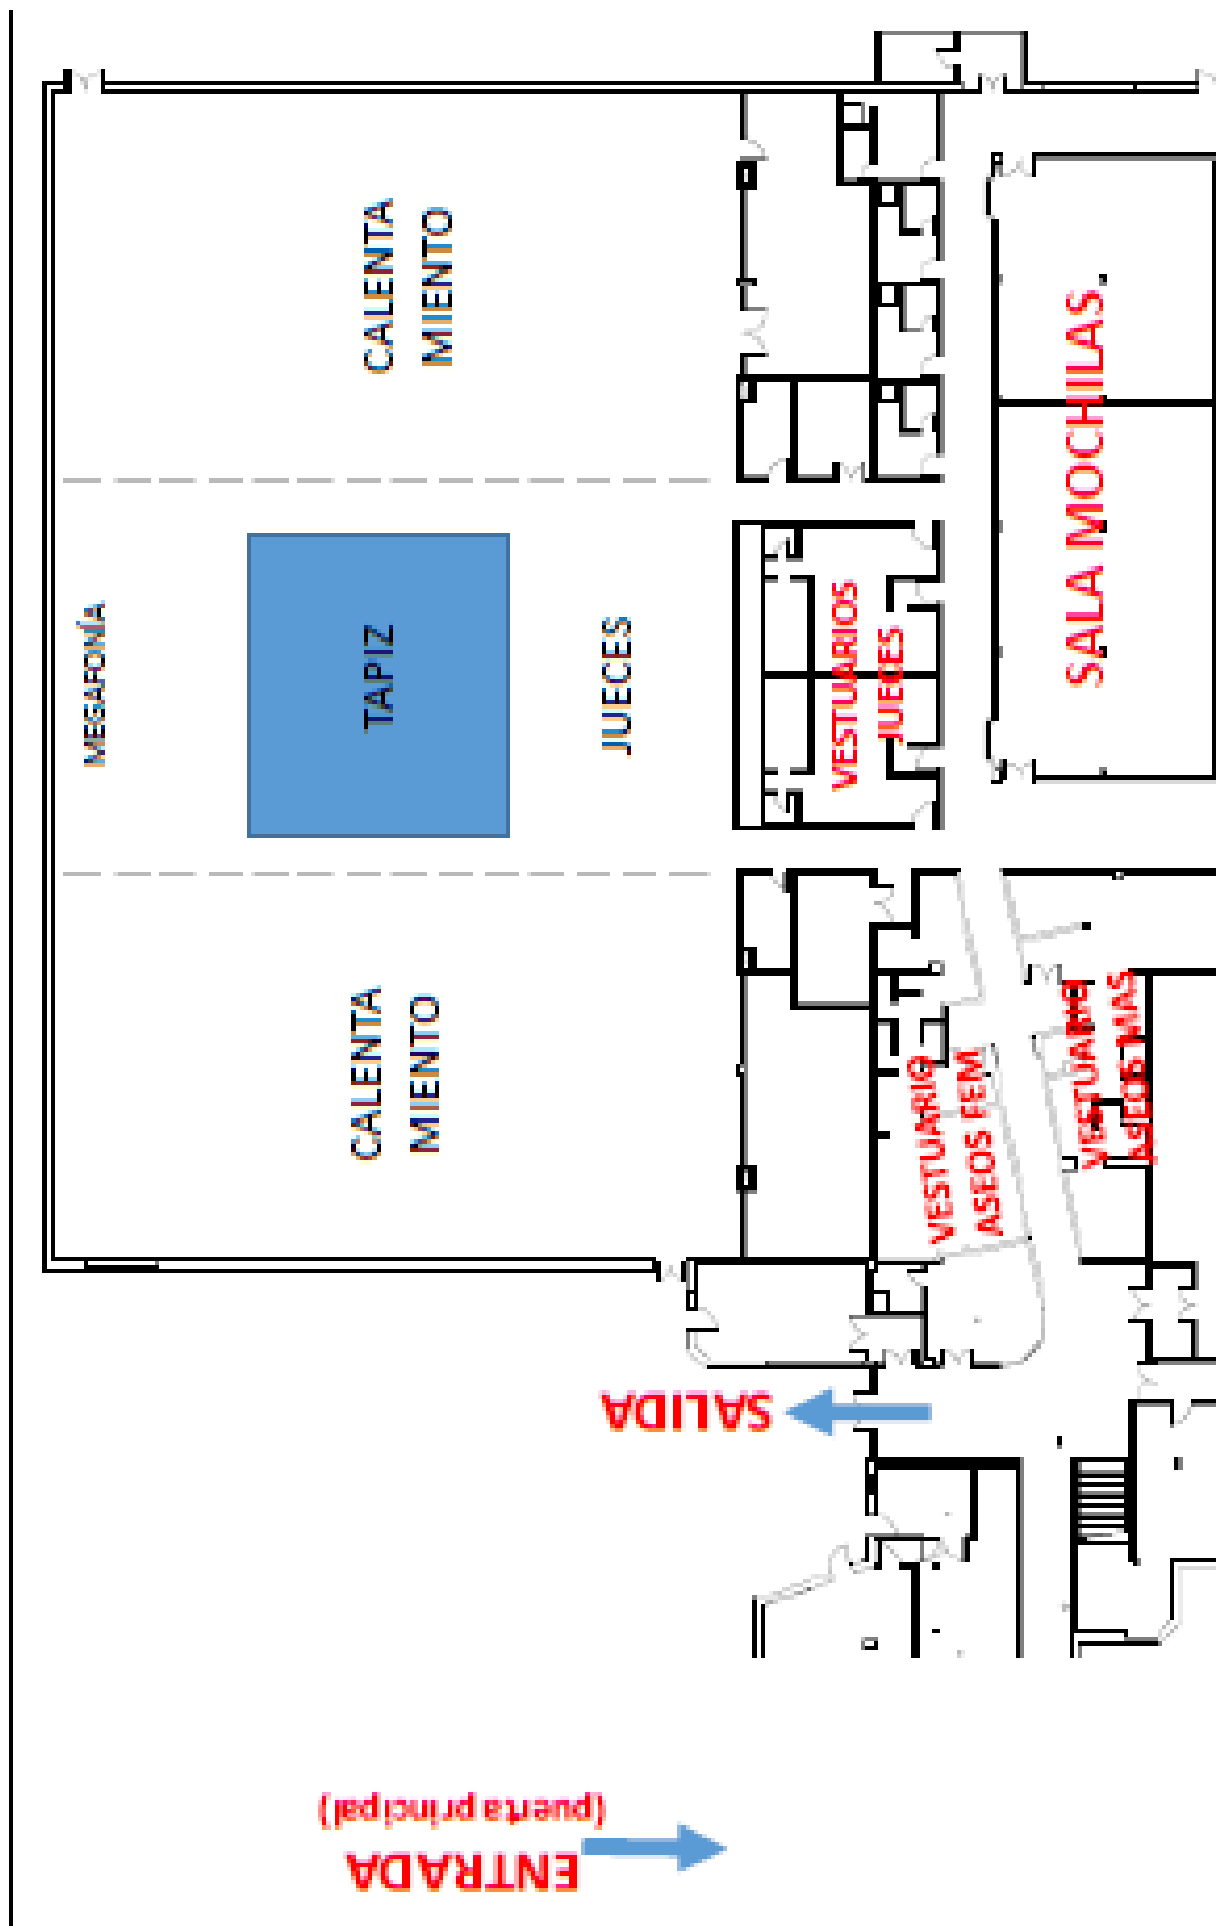 CALENTA
MIENTO
MEGAFONÍA
TAPIZ
JUECES
VESTUARIOS
JUECES
SALA MOCHILAS
CALENTA
MIENTO
VESTUARIO
ASEOS FEM
VESTUARIO
ASEOS MAS
SALIDA
ENTRADA
(puerta principal)